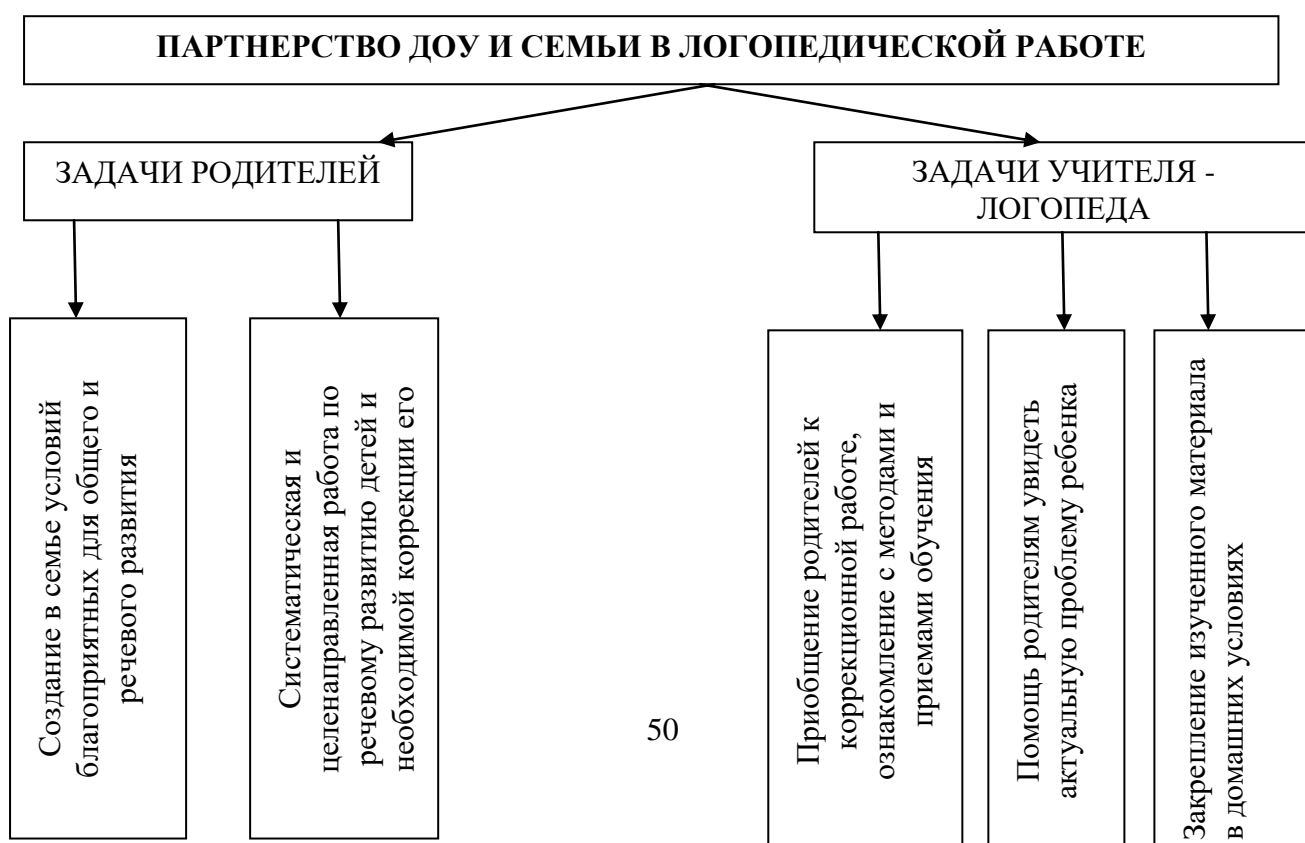 ПАРТНЕРСТВО ДОУ И СЕМЬИ В ЛОГОПЕДИЧЕСКОЙ РАБОТЕ
ЗАДАЧИ РОДИТЕЛЕЙ
ЗАДАЧИ УЧИТЕЛЯ -
ЛОГОПЕДА
Создание в семье условий
благоприятных для общего и
речевого развития
Систематическая и
целенаправленная работа по
речевому развитию детей и
необходимой коррекции его
Приобщение родителей к
коррекционной работе,
ознакомление с методами и
приемами обучения
Помощь родителям увидеть
актуальную проблему ребенка
Закрепление изученного материала
в домашних условиях
50